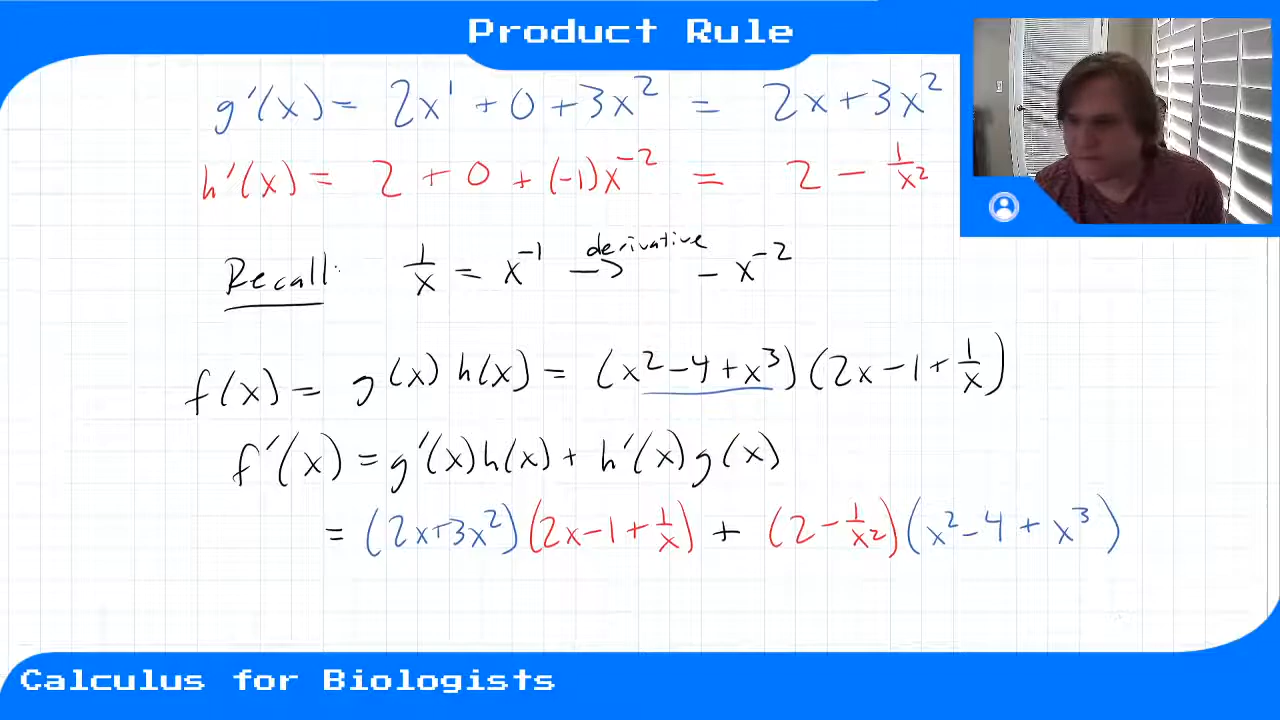 Product Rule
g'(x) = 2x¹ + 0 + 3x² = 2x + 3x²
h'(x) = 2 + 0 + (-1)x⁻² = 2 - 1/x²
Recall: 1/x = x⁻¹ derivative → - x⁻²
f(x) = g(x) h(x) = (x² - 4 + x³)(2x - 1 + 1/x)
f'(x) = g'(x)h(x) + h'(x)g(x)
= (2x+3x²)(2x-1+1/x) + (2-1/x²)(x²-4+x³)
Calculus for Biologists